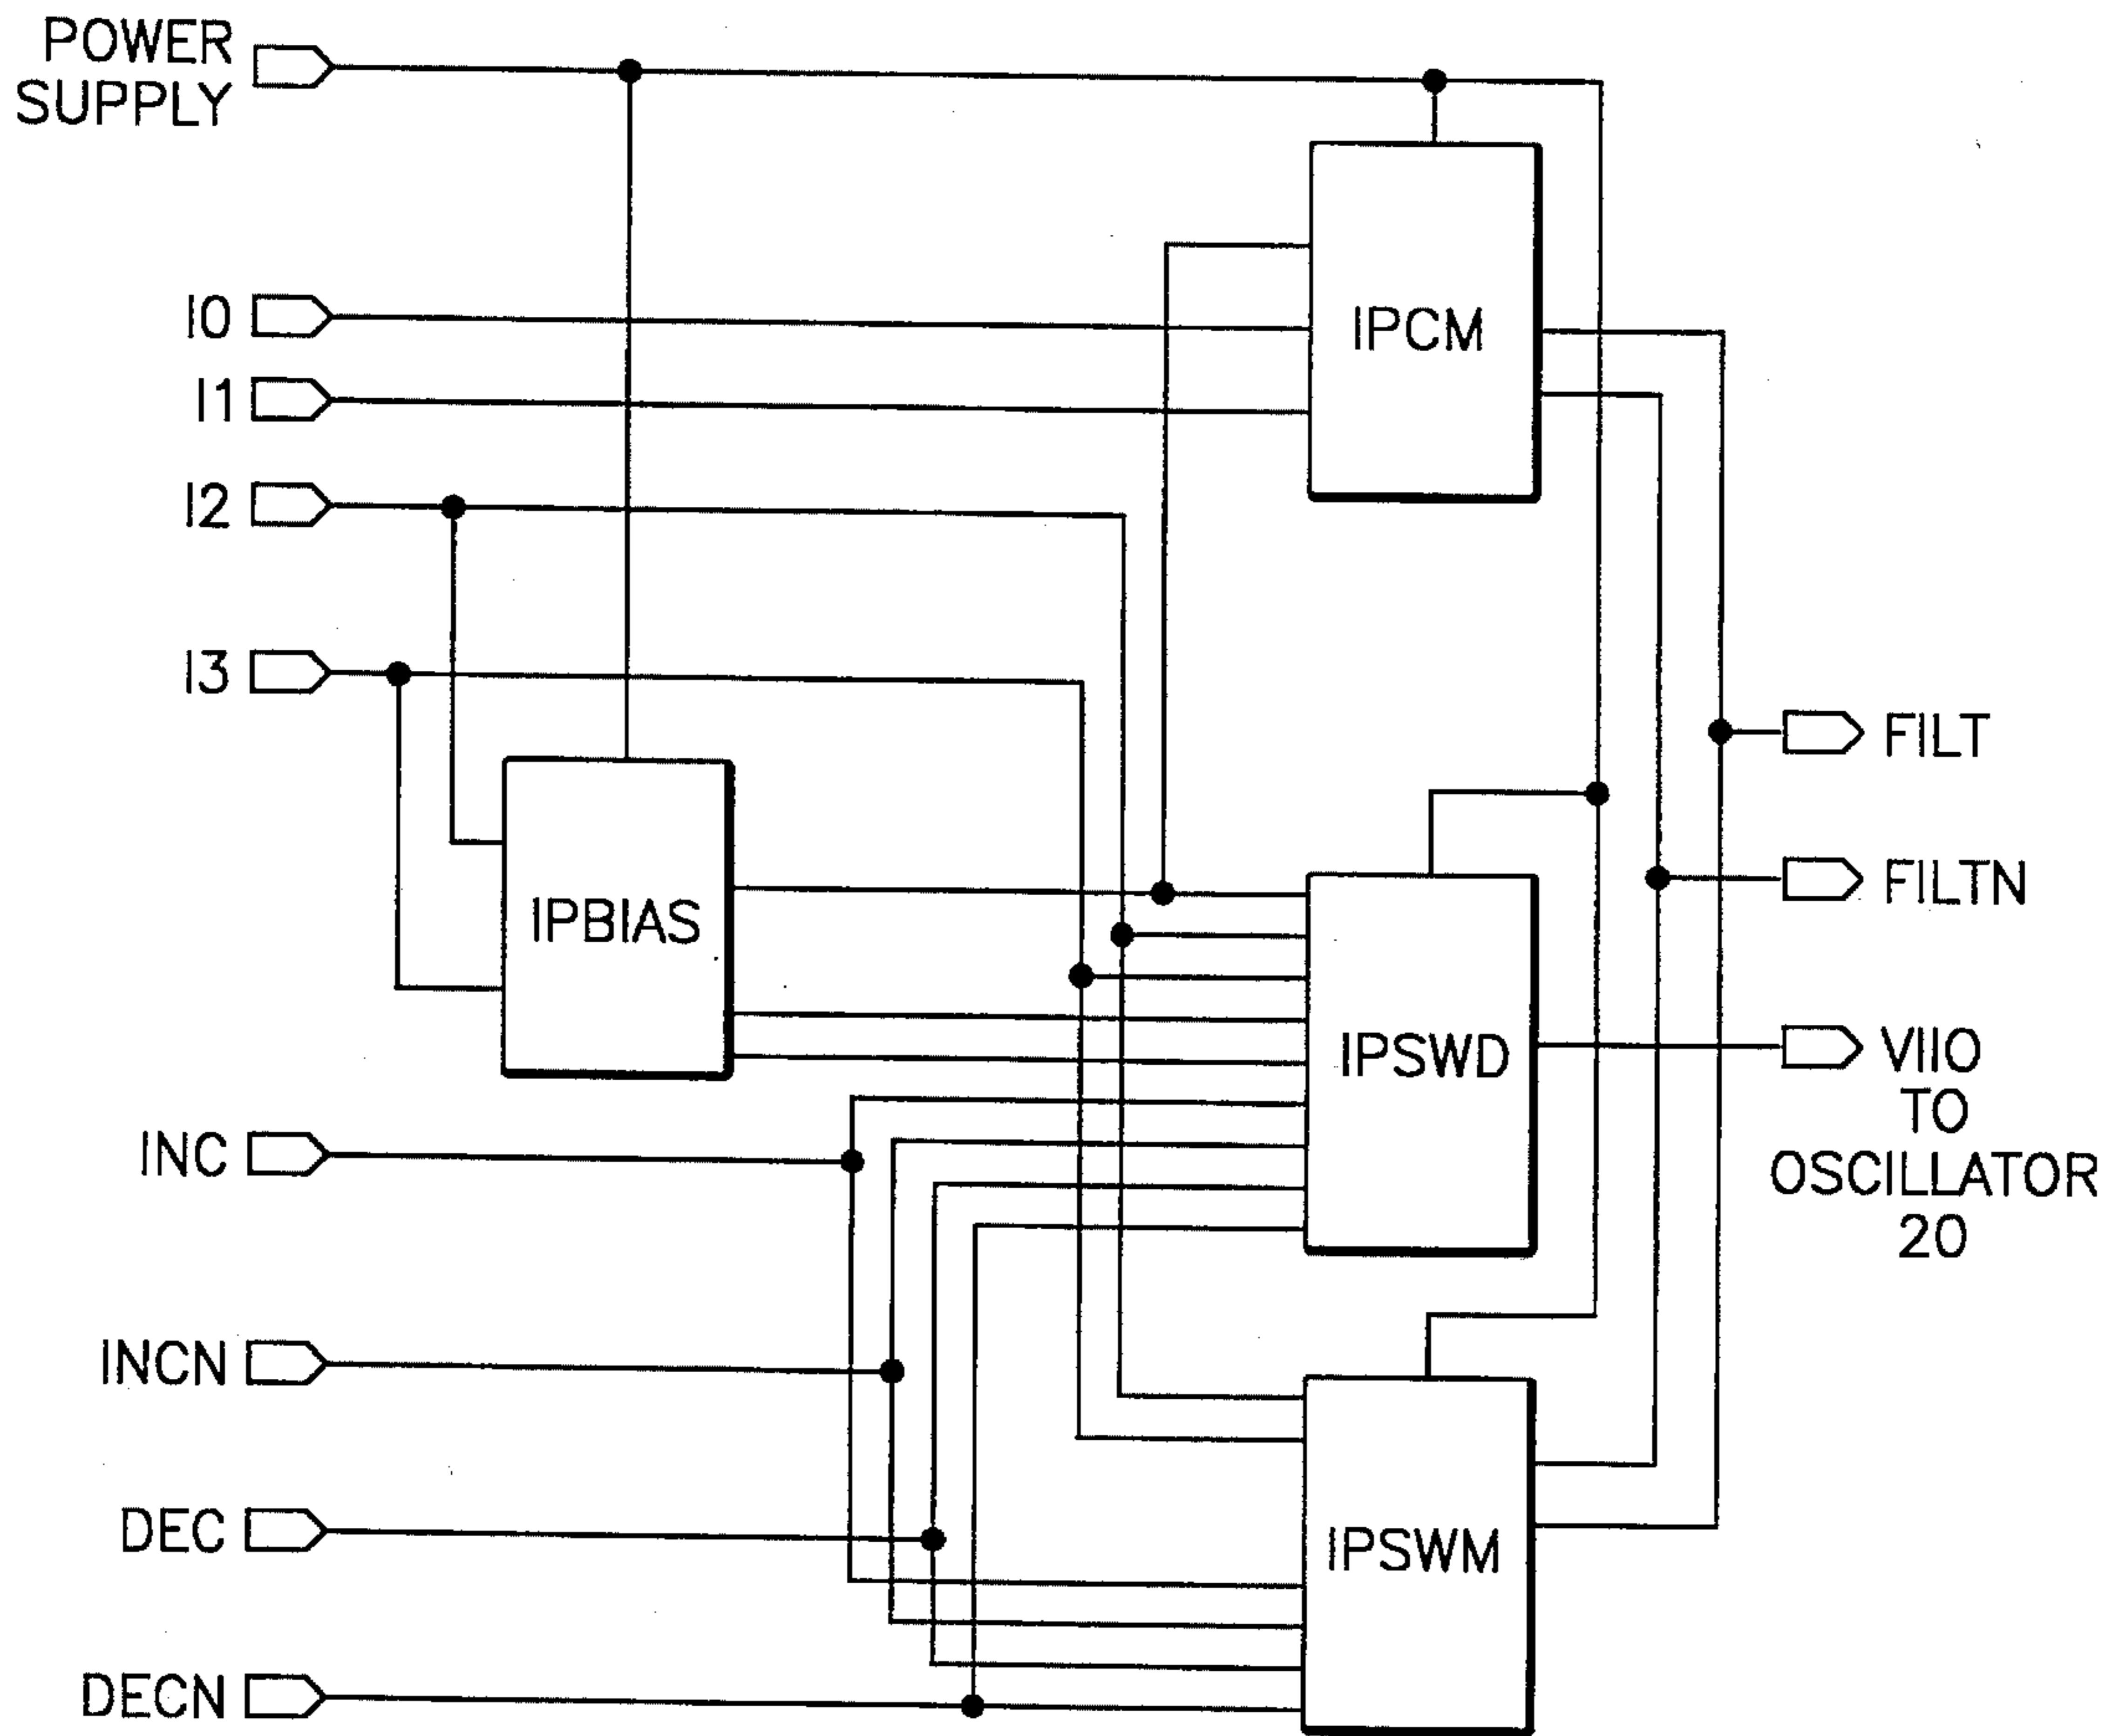 POWER
SUPPLY
I0
I1
IPCM
I2
I3
FILT
FILTN
IPBIAS
IPSWD
VIIO
TO
OSCILLATOR
20
INC
INCN
DEC
IPSWM
DECN